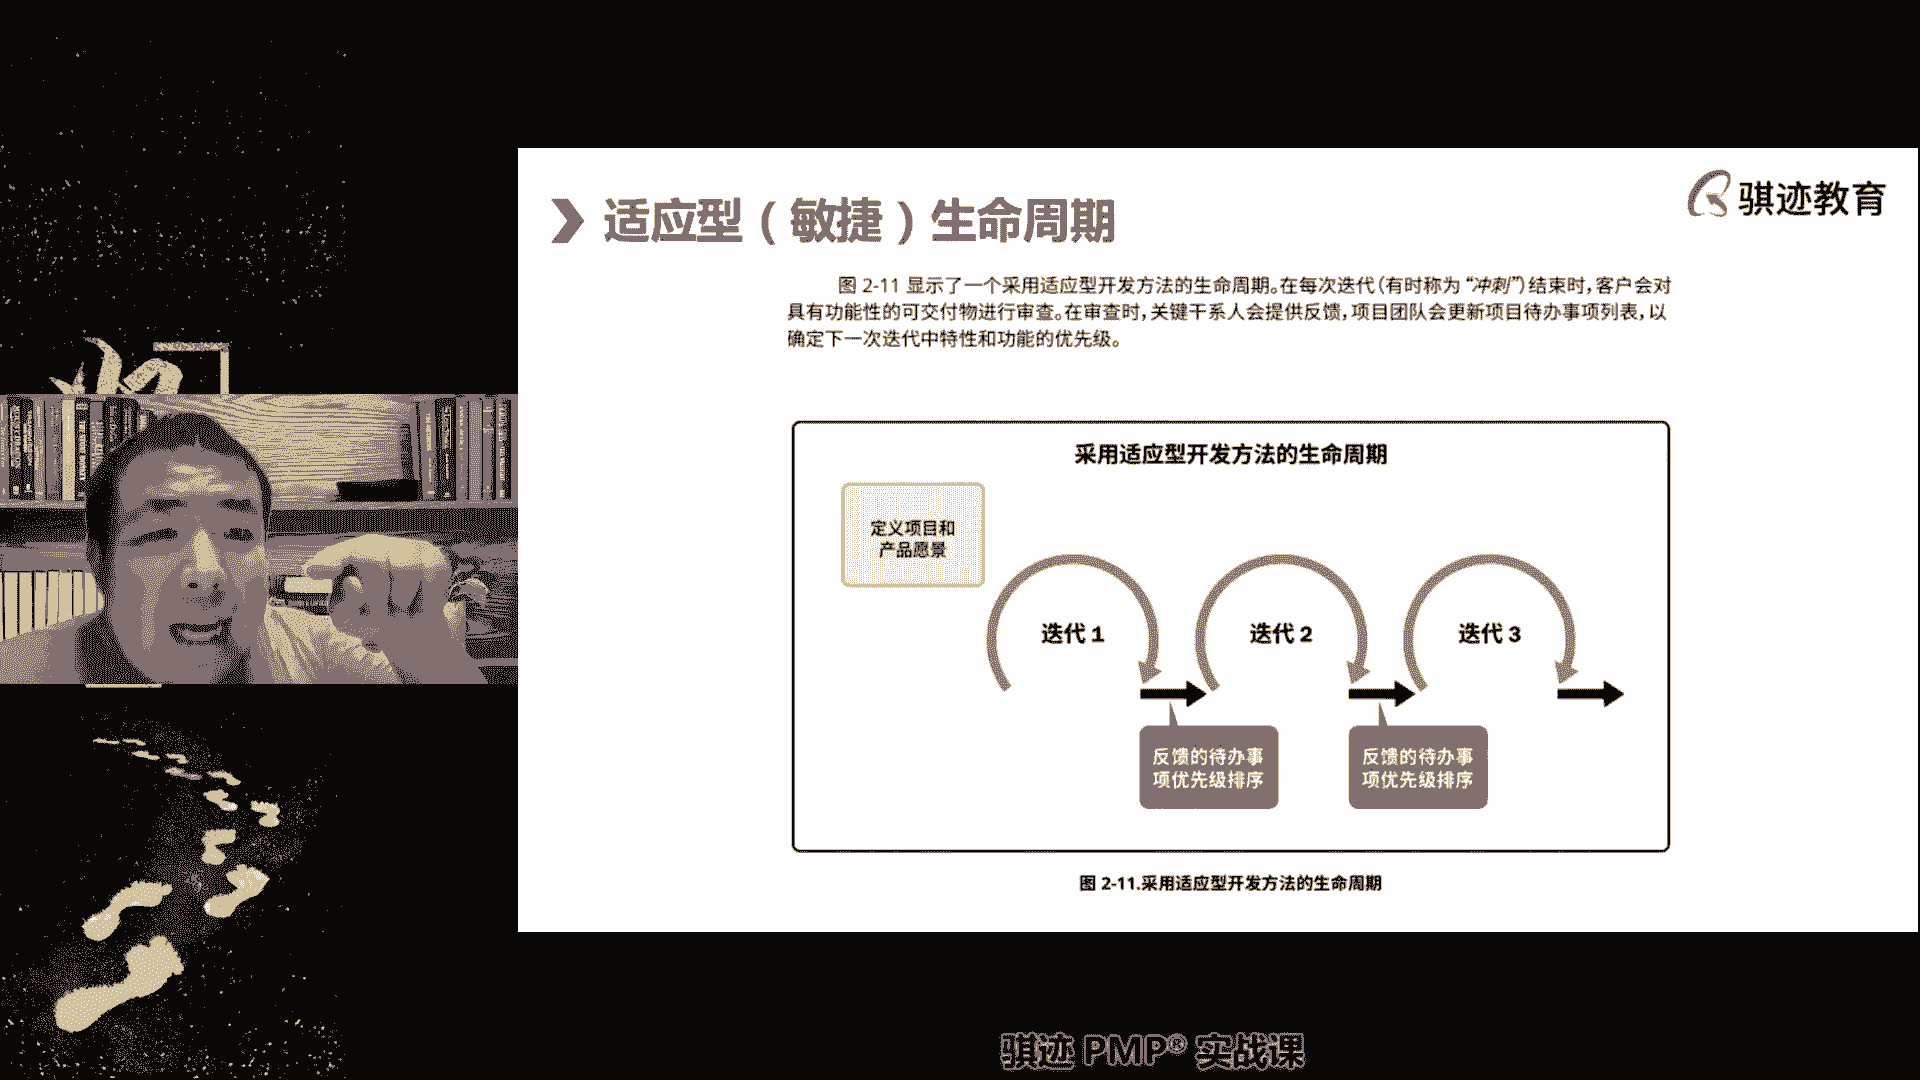 适应型（敏捷）生命周期
骐迹教育
图 2-11 显示了一个采用适应型开发方法的生命周期。在每次迭代（有时称为“冲刺”）结束时，客户会对
具有功能性的可交付物进行审查。在审查时，关键干系人会提供反馈，项目团队会更新项目待办事项列表，以
确定下一次迭代中特性和功能的优先级。
采用适应型开发方法的生命周期
定义项目和
产品愿景
迭代 1
迭代 2
迭代 3
反馈的待办事
项优先级排序
反馈的待办事
项优先级排序
图 2-11.采用适应型开发方法的生命周期
骐迹 PMP® 实战课